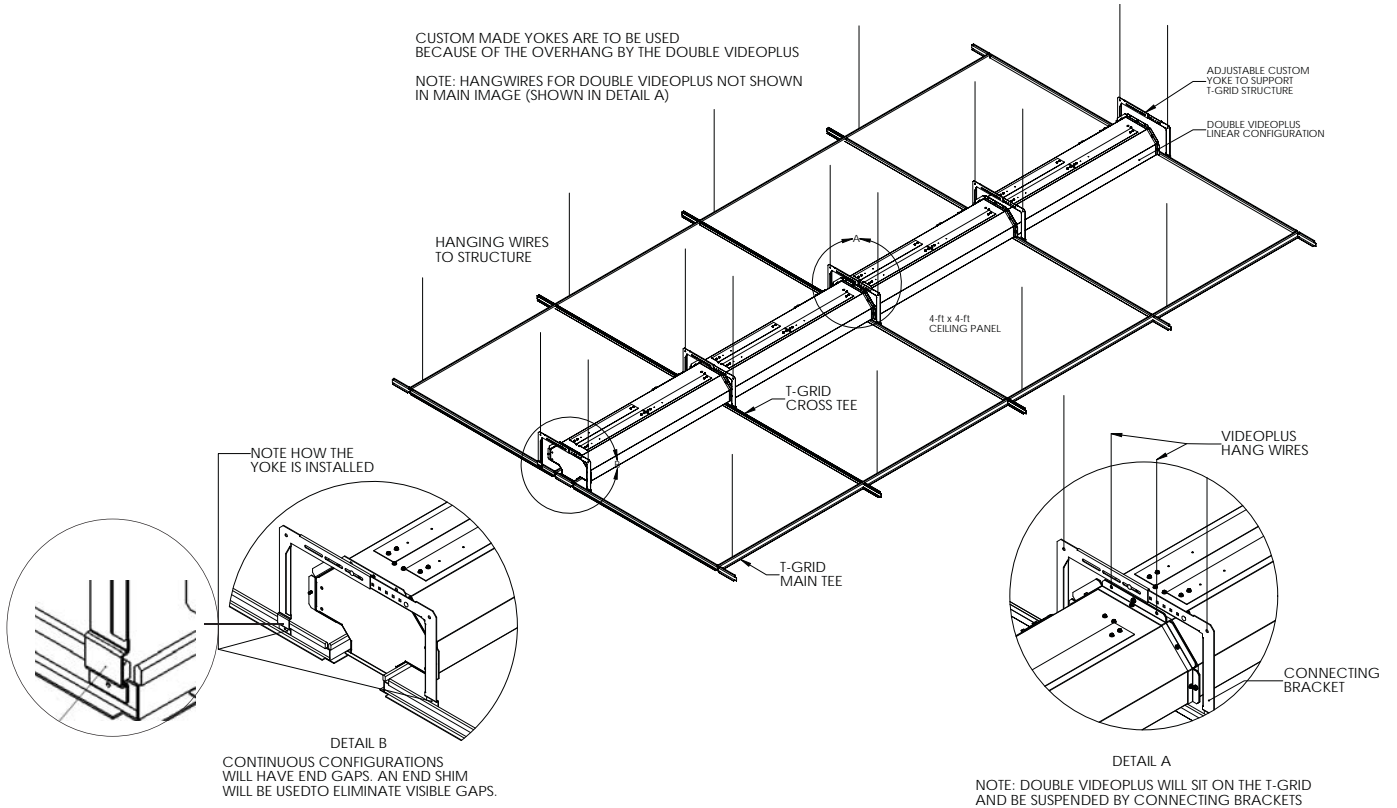 CUSTOM MADE YOKES ARE TO BE USED
BECAUSE OF THE OVERHANG BY THE DOUBLE VIDEOPLUS
NOTE: HANGWIRES FOR DOUBLE VIDEOPLUS NOT SHOWN
IN MAIN IMAGE (SHOWN IN DETAIL A)
ADJUSTABLE CUSTOM
YOKE TO SUPPORT
T-GRID STRUCTURE
DOUBLE VIDEOPLUS
LINEAR CONFIGURATION
HANGING WIRES
TO STRUCTURE
A
4-ft x 4-ft
CEILING PANEL
T-GRID
CROSS TEE
T-GRID
MAIN TEE
NOTE HOW THE
YOKE IS INSTALLED
DETAIL B
CONTINUOUS CONFIGURATIONS
WILL HAVE END GAPS. AN END SHIM
WILL BE USEDTO ELIMINATE VISIBLE GAPS.
VIDEOPLUS
HANG WIRES
CONNECTING
BRACKET
DETAIL A
NOTE: DOUBLE VIDEOPLUS WILL SIT ON THE T-GRID
AND BE SUSPENDED BY CONNECTING BRACKETS